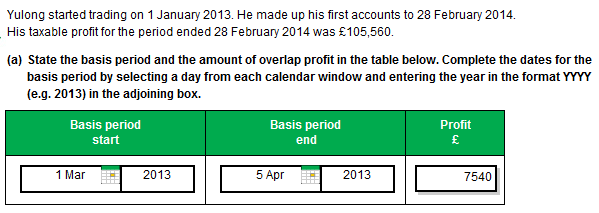 Yulong started trading on 1 January 2013. He made up his first accounts to 28 February 2014.
His taxable profit for the period ended 28 February 2014 was £105,560.
(a) State the basis period and the amount of overlap profit in the table below. Complete the dates for the
basis period by selecting a day from each calendar window and entering the year in the format YYYY
(e.g. 2013) in the adjoining box.
Basis period Basis period Profit
start end £
1 Mar 2013 5 Apr 2013 7540